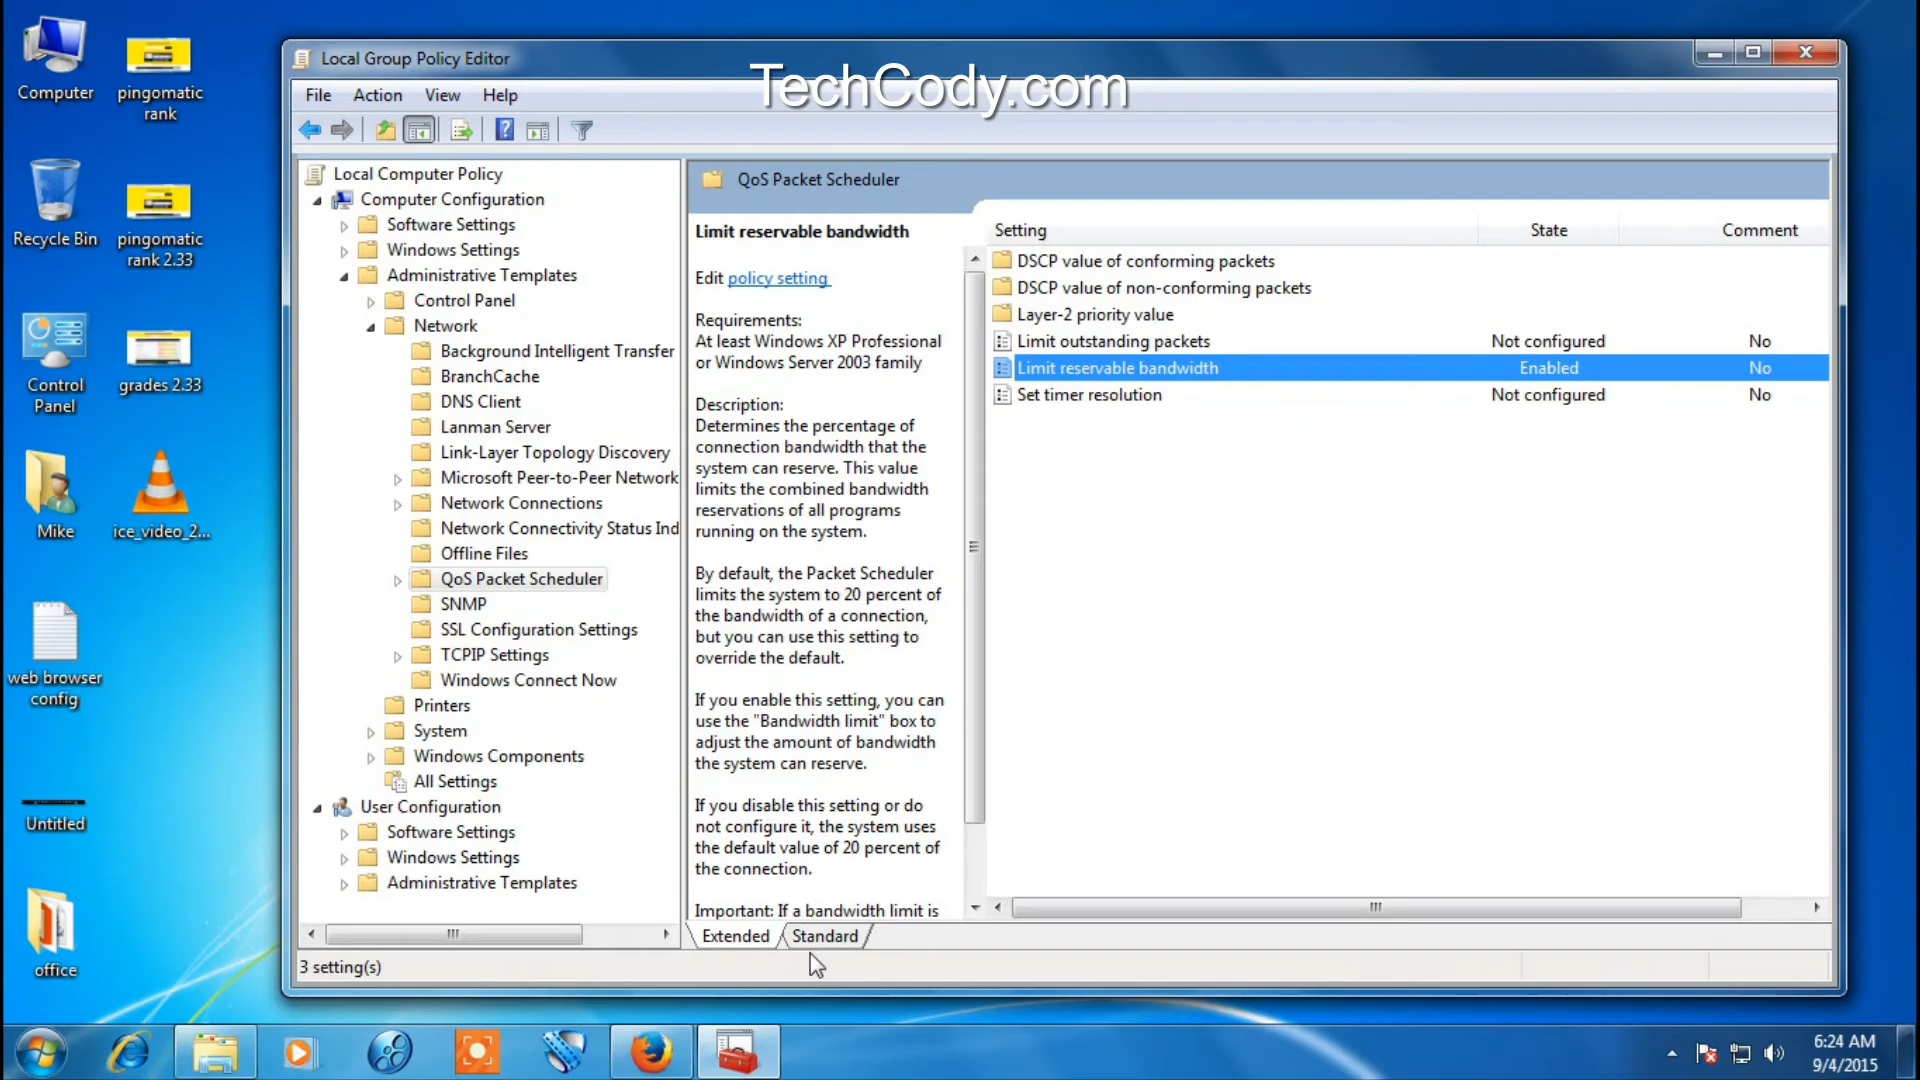 Computer
pingomatic
rank
Recycle Bin
pingomatic
rank 2.33
Control
Panel
grades 2.33
Mike
ice_video_2...
web browser
config
Untitled
office
Local Group Policy Editor
TechCody.com
File Action View Help
Local Computer Policy
Computer Configuration
Software Settings
Windows Settings
Administrative Templates
Control Panel
Network
Background Intelligent Transfer
BranchCache
DNS Client
Lanman Server
Link-Layer Topology Discovery
Microsoft Peer-to-Peer Network
Network Connections
Network Connectivity Status Ind
Offline Files
QoS Packet Scheduler
SNMP
SSL Configuration Settings
TCPIP Settings
Windows Connect Now
Printers
System
Windows Components
All Settings
User Configuration
Software Settings
Windows Settings
Administrative Templates
QoS Packet Scheduler
Limit reservable bandwidth
Edit policy setting
Requirements:
At least Windows XP Professional
or Windows Server 2003 family
Description:
Determines the percentage of
connection bandwidth that the
system can reserve. This value
limits the combined bandwidth
reservations of all programs
running on the system.
By default, the Packet Scheduler
limits the system to 20 percent of
the bandwidth of a connection,
but you can use this setting to
override the default.
If you enable this setting, you can
use the "Bandwidth limit" box to
adjust the amount of bandwidth
the system can reserve.
If you disable this setting or do
not configure it, the system uses
the default value of 20 percent of
the connection.
Important: If a bandwidth limit is
Setting State Comment
DSCP value of conforming packets
DSCP value of non-conforming packets
Layer-2 priority value
Limit outstanding packets Not configured No
Limit reservable bandwidth Enabled No
Set timer resolution Not configured No
Extended Standard
3 setting(s)
6:24 AM
9/4/2015